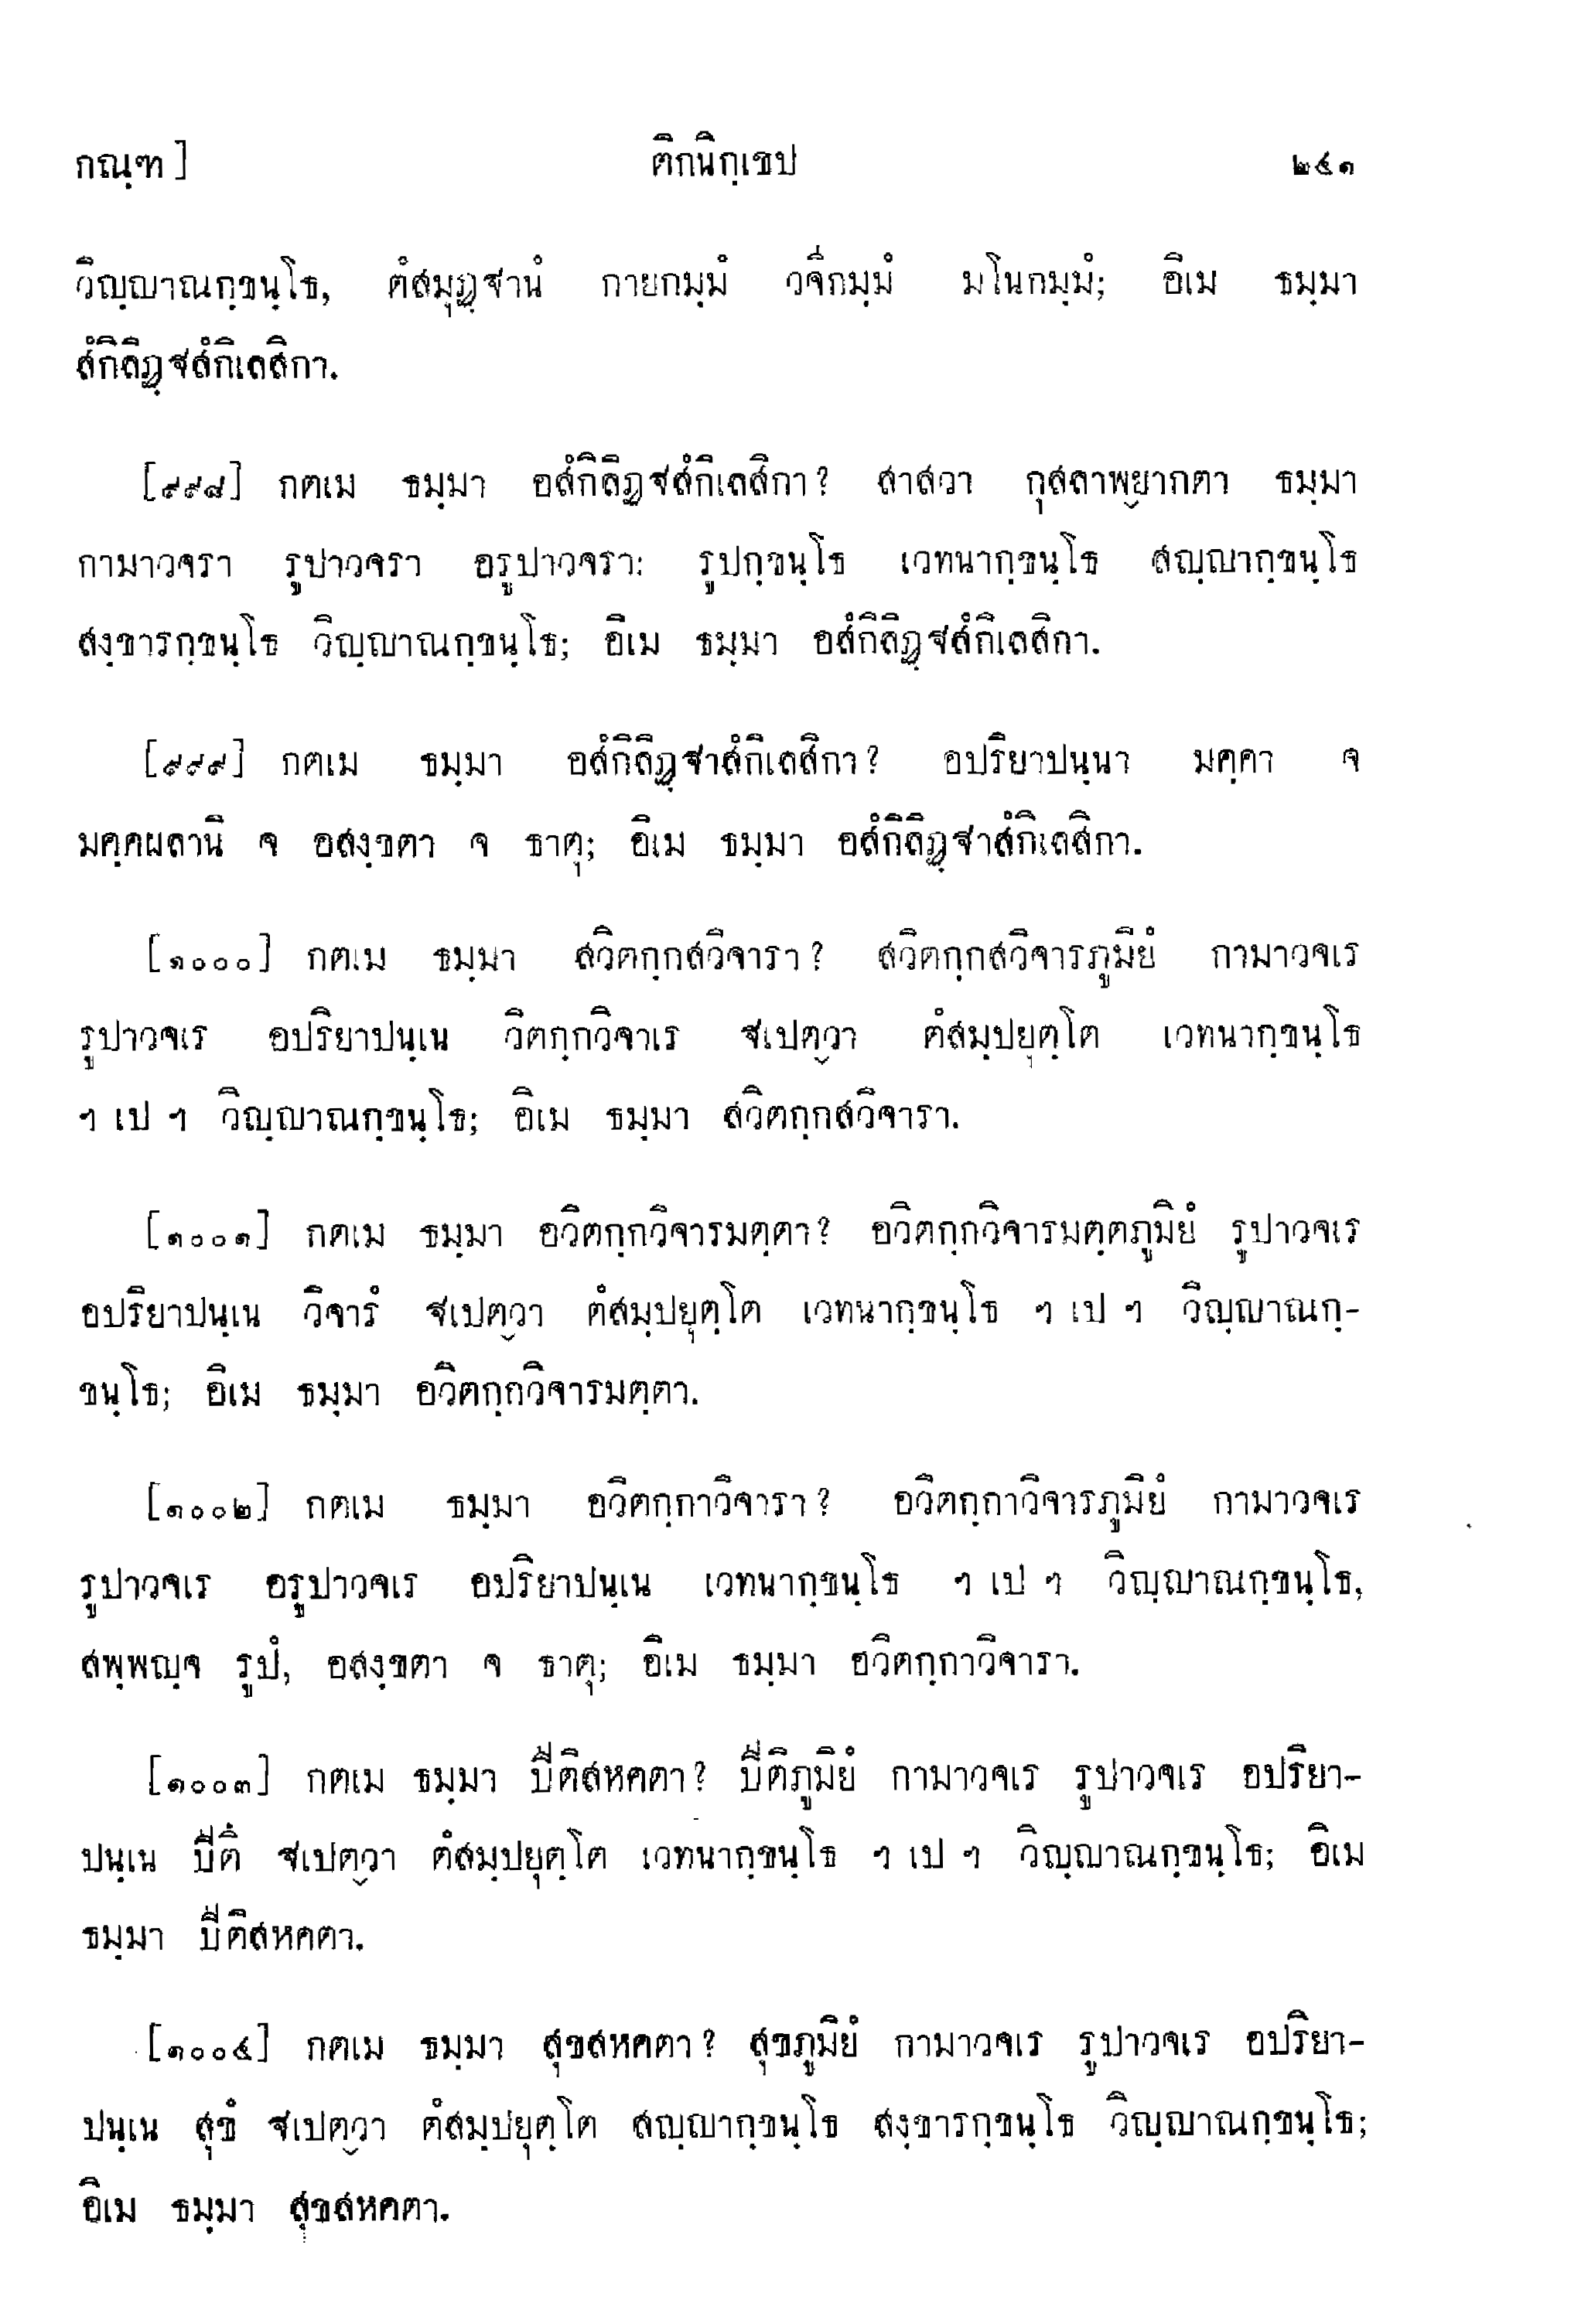 กณฺฑ] ติกนิกฺเขป ๒๔๑
วิญฺญาณกฺขนฺโธ, ตํสมุฏฺฐานํ กายกมฺมํ วจีกมฺมํ มโนกมฺมํ; อิเม ธมฺมา
สํกิลิฏฺฐสํกิเลสิกา.
[๙๙๘] กตเม ธมฺมา อสํกิลิฏฐสํกิเลสิกา? สาสวา กุสลาพฺยากตา ธมฺมา
กามาวจรา รูปาวจรา อรูปาวจรา: รูปกฺขนฺโธ เวทนากฺขนฺโธ สญฺญากฺขนฺโธ
สงฺขารกฺขนฺโธ วิญฺญาณกฺขนฺโธ; อิเม ธมฺมา อสํกิลิฏฺฐสํกิเลสิกา.
[๙๙๙] กตเม ธมฺมา อสํกิลิฏฺฐาสํกิเลสิกา? อปริยาปนฺนา มคฺคา จ
มคฺคผลานิ จ อสงฺขตา จ ธาตุ; อิเม ธมฺมา อสํกิลิฏฺฐาสํกิเลสิกา.
[๑๐๐๐] กตเม ธมฺมา สวิตกฺกสวิจารา? สวิตกฺกสวิจารภูมิยํ กามาวจเร
รูปาวจเร อปริยาปนฺเน วิตกฺกวิจาเร ฐเปตฺวา ตํสมฺปยุตฺโต เวทนากฺขนฺโธ
ฯ เป ฯ วิญฺญาณกฺขนฺโธ; อิเม ธมฺมา สวิตกฺกสวิจารา.
[๑๐๐๑] กตเม ธมฺมา อวิตกฺกวิจารมตฺตา? อวิตกฺกวิจารมตฺตภูมิยํ รูปาวจเร
อปริยาปนฺเน วิจารํ ฐเปตฺวา ตํสมฺปยุตฺโต เวทนากฺขนฺโธ ฯ เป ฯ วิญฺญาณกฺ-
ขนฺโธ; อิเม ธมฺมา อวิตกฺกวิจารมตฺตา.
[๑๐๐๒] กตเม ธมฺมา อวิตกฺกาวิจารา? อวิตกฺกาวิจารภูมิยํ กามาวจเร
รูปาวจเร อรูปาวจเร อปริยาปนฺเน เวทนากฺขนฺโธ ฯ เป ฯ วิญฺญาณกฺขนฺโธ,
สพฺพญฺจ รูปํ, อสงฺขตา จ ธาตุ; อิเม ธมฺมา อวิตกฺกาวิจารา.
[๑๐๐๓] กตเม ธมฺมา ปีติสหคตา? ปีติภูมิยํ กามาวจเร รูปาวจเร อปริยา-
ปนฺเน ปีตึ ฐเปตฺวา ตํสมฺปยุตฺโต เวทนากฺขนฺโธ ฯ เป ฯ วิญฺญาณกฺขนฺโธ; อิเม
ธมฺมา ปีติสหคตา.
[๑๐๐๔] กตเม ธมฺมา สุขสหคตา? สุขภูมิยํ กามาวจเร รูปาวจเร อปริยา-
ปนฺเน สุขํ ฐเปตฺวา ตํสมฺปยุตฺโต สญฺญากฺขนฺโธ สงฺขารกฺขนฺโธ วิญฺญาณกฺขนฺโธ;
อิเม ธมฺมา สุขสหคตา.